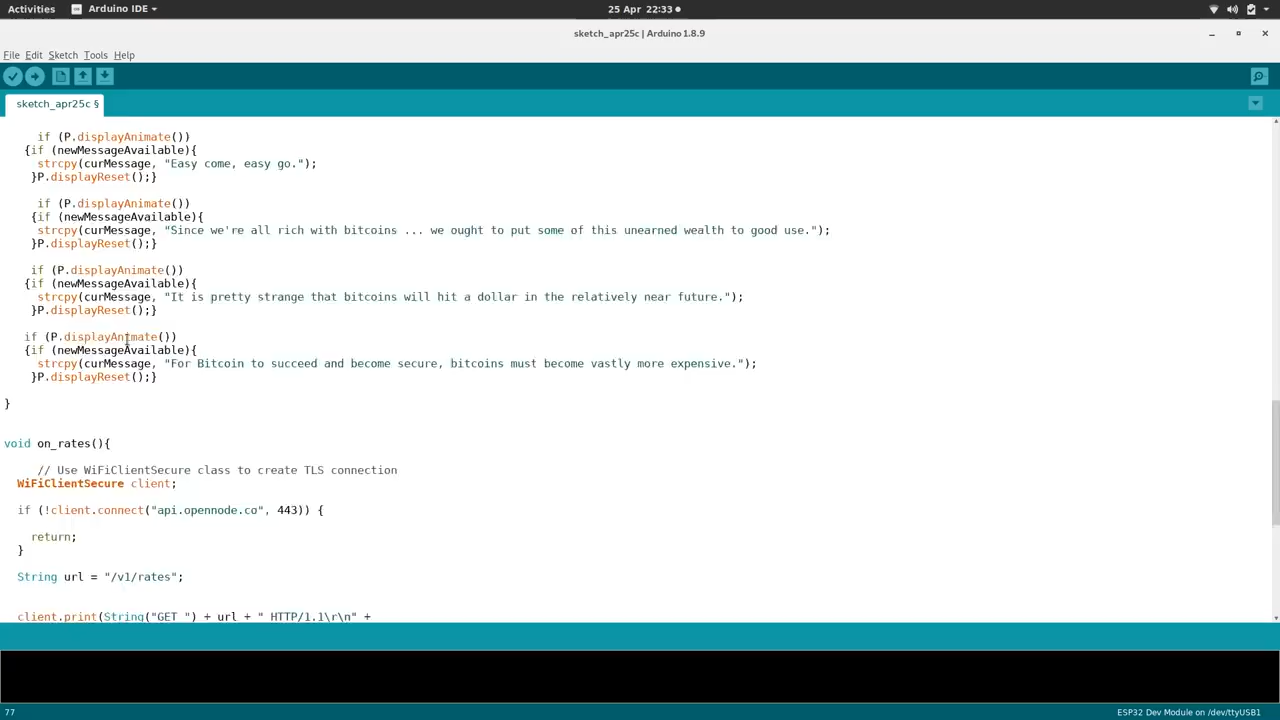 Activities Arduino IDE 25 Apr 22:33
sketch_apr25c | Arduino 1.8.9
File Edit Sketch Tools Help
sketch_apr25c §
if (P.displayAnimate())
{if (newMessageAvailable){
strcpy(curMessage, "Easy come, easy go.");
}P.displayReset();}
if (P.displayAnimate())
{if (newMessageAvailable){
strcpy(curMessage, "Since we're all rich with bitcoins ... we ought to put some of this unearned wealth to good use.");
}P.displayReset();}
if (P.displayAnimate())
{if (newMessageAvailable){
strcpy(curMessage, "It is pretty strange that bitcoins will hit a dollar in the relatively near future.");
}P.displayReset();}
if (P.displayAnimate())
{if (newMessageAvailable){
strcpy(curMessage, "For Bitcoin to succeed and become secure, bitcoins must become vastly more expensive.");
}P.displayReset();}
}
void on_rates(){
// Use WiFiClientSecure class to create TLS connection
WiFiClientSecure client;
if (!client.connect("api.opennode.co", 443)) {
return;
}
String url = "/v1/rates";
client.print(String("GET ") + url + " HTTP/1.1\r\n" +
77 ESP32 Dev Module on /dev/ttyUSB1